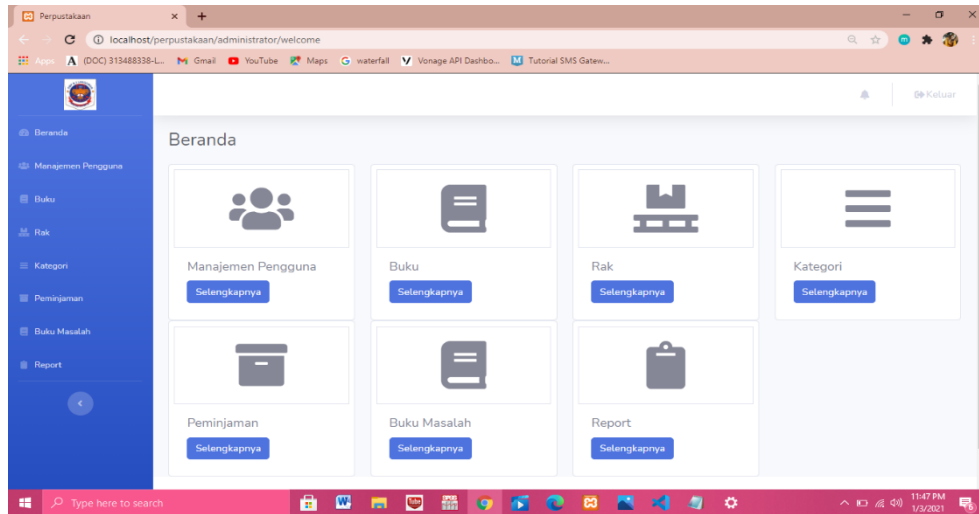 Perpustakaan
localhost/perpustakaan/administrator/welcome
Apps (DOC) 313488338-L... Gmail YouTube Maps waterfall Vonage API Dashbo... Tutorial SMS Gatew...
Keluar
Beranda
Manajemen Pengguna
Buku
Rak
Kategori
Peminjaman
Buku Masalah
Report
Beranda
Manajemen Pengguna
Selengkapnya
Buku
Selengkapnya
Rak
Selengkapnya
Kategori
Selengkapnya
Peminjaman
Selengkapnya
Buku Masalah
Selengkapnya
Report
Selengkapnya
Type here to search
11:47 PM
1/3/2021